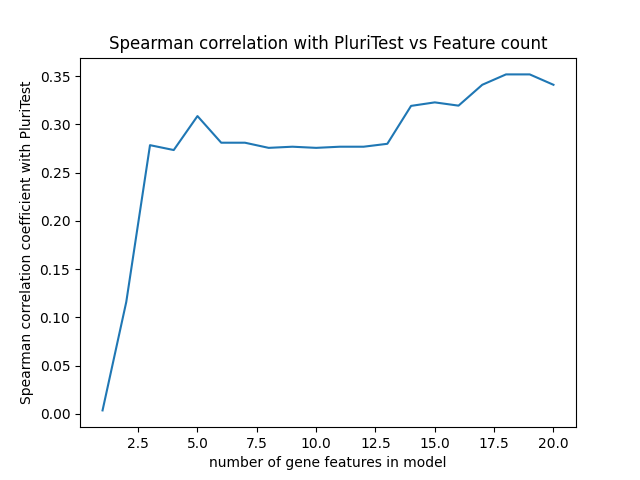 Spearman correlation with PluriTest vs Feature count
Spearman correlation coefficient with PluriTest
0.35
0.30
0.25
0.20
0.15
0.10
0.05
0.00
2.5 5.0 7.5 10.0 12.5 15.0 17.5 20.0
number of gene features in model